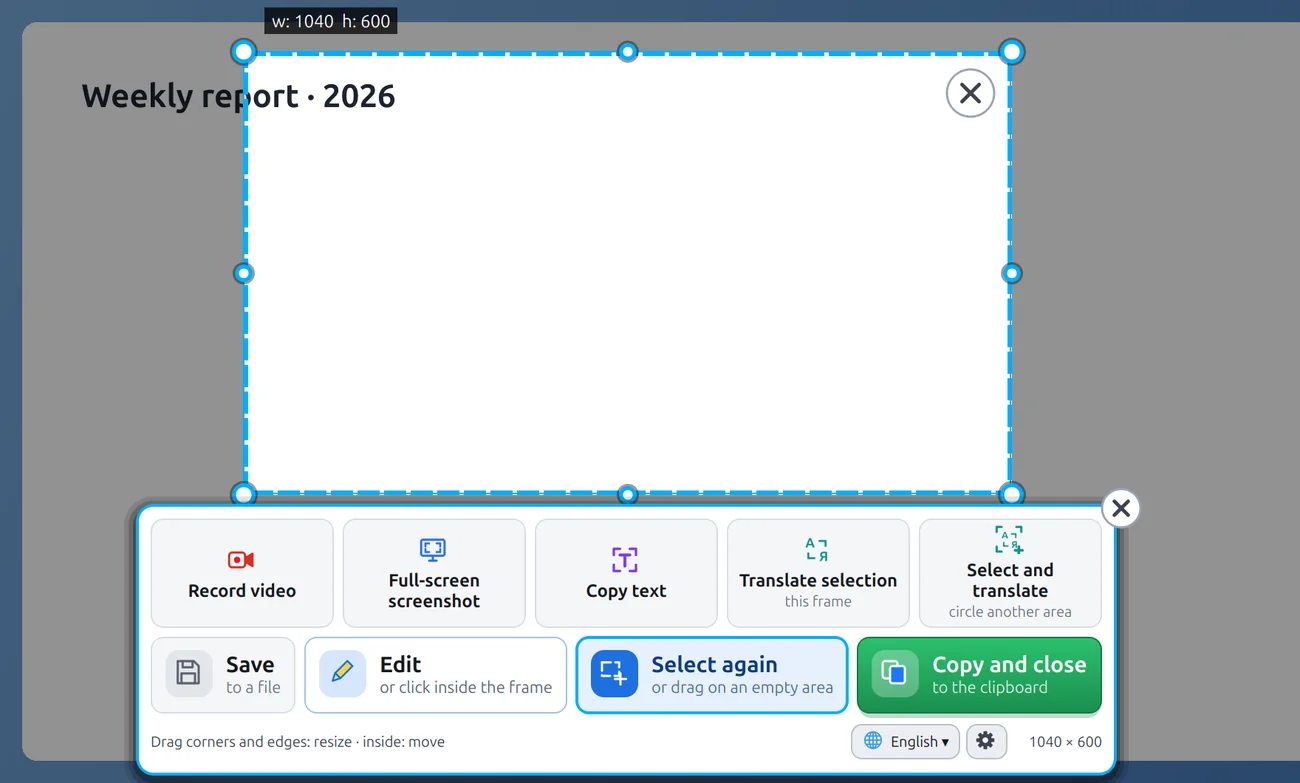 w: 1040 h: 600
Weekly report · 2026
Record video
Full-screen
screenshot
Copy text
Translate selection
this frame
Select and
translate
circle another area
Save
to a file
Edit
or click inside the frame
Select again
or drag on an empty area
Copy and close
to the clipboard
Drag corners and edges: resize · inside: move
English ▾
1040 × 600